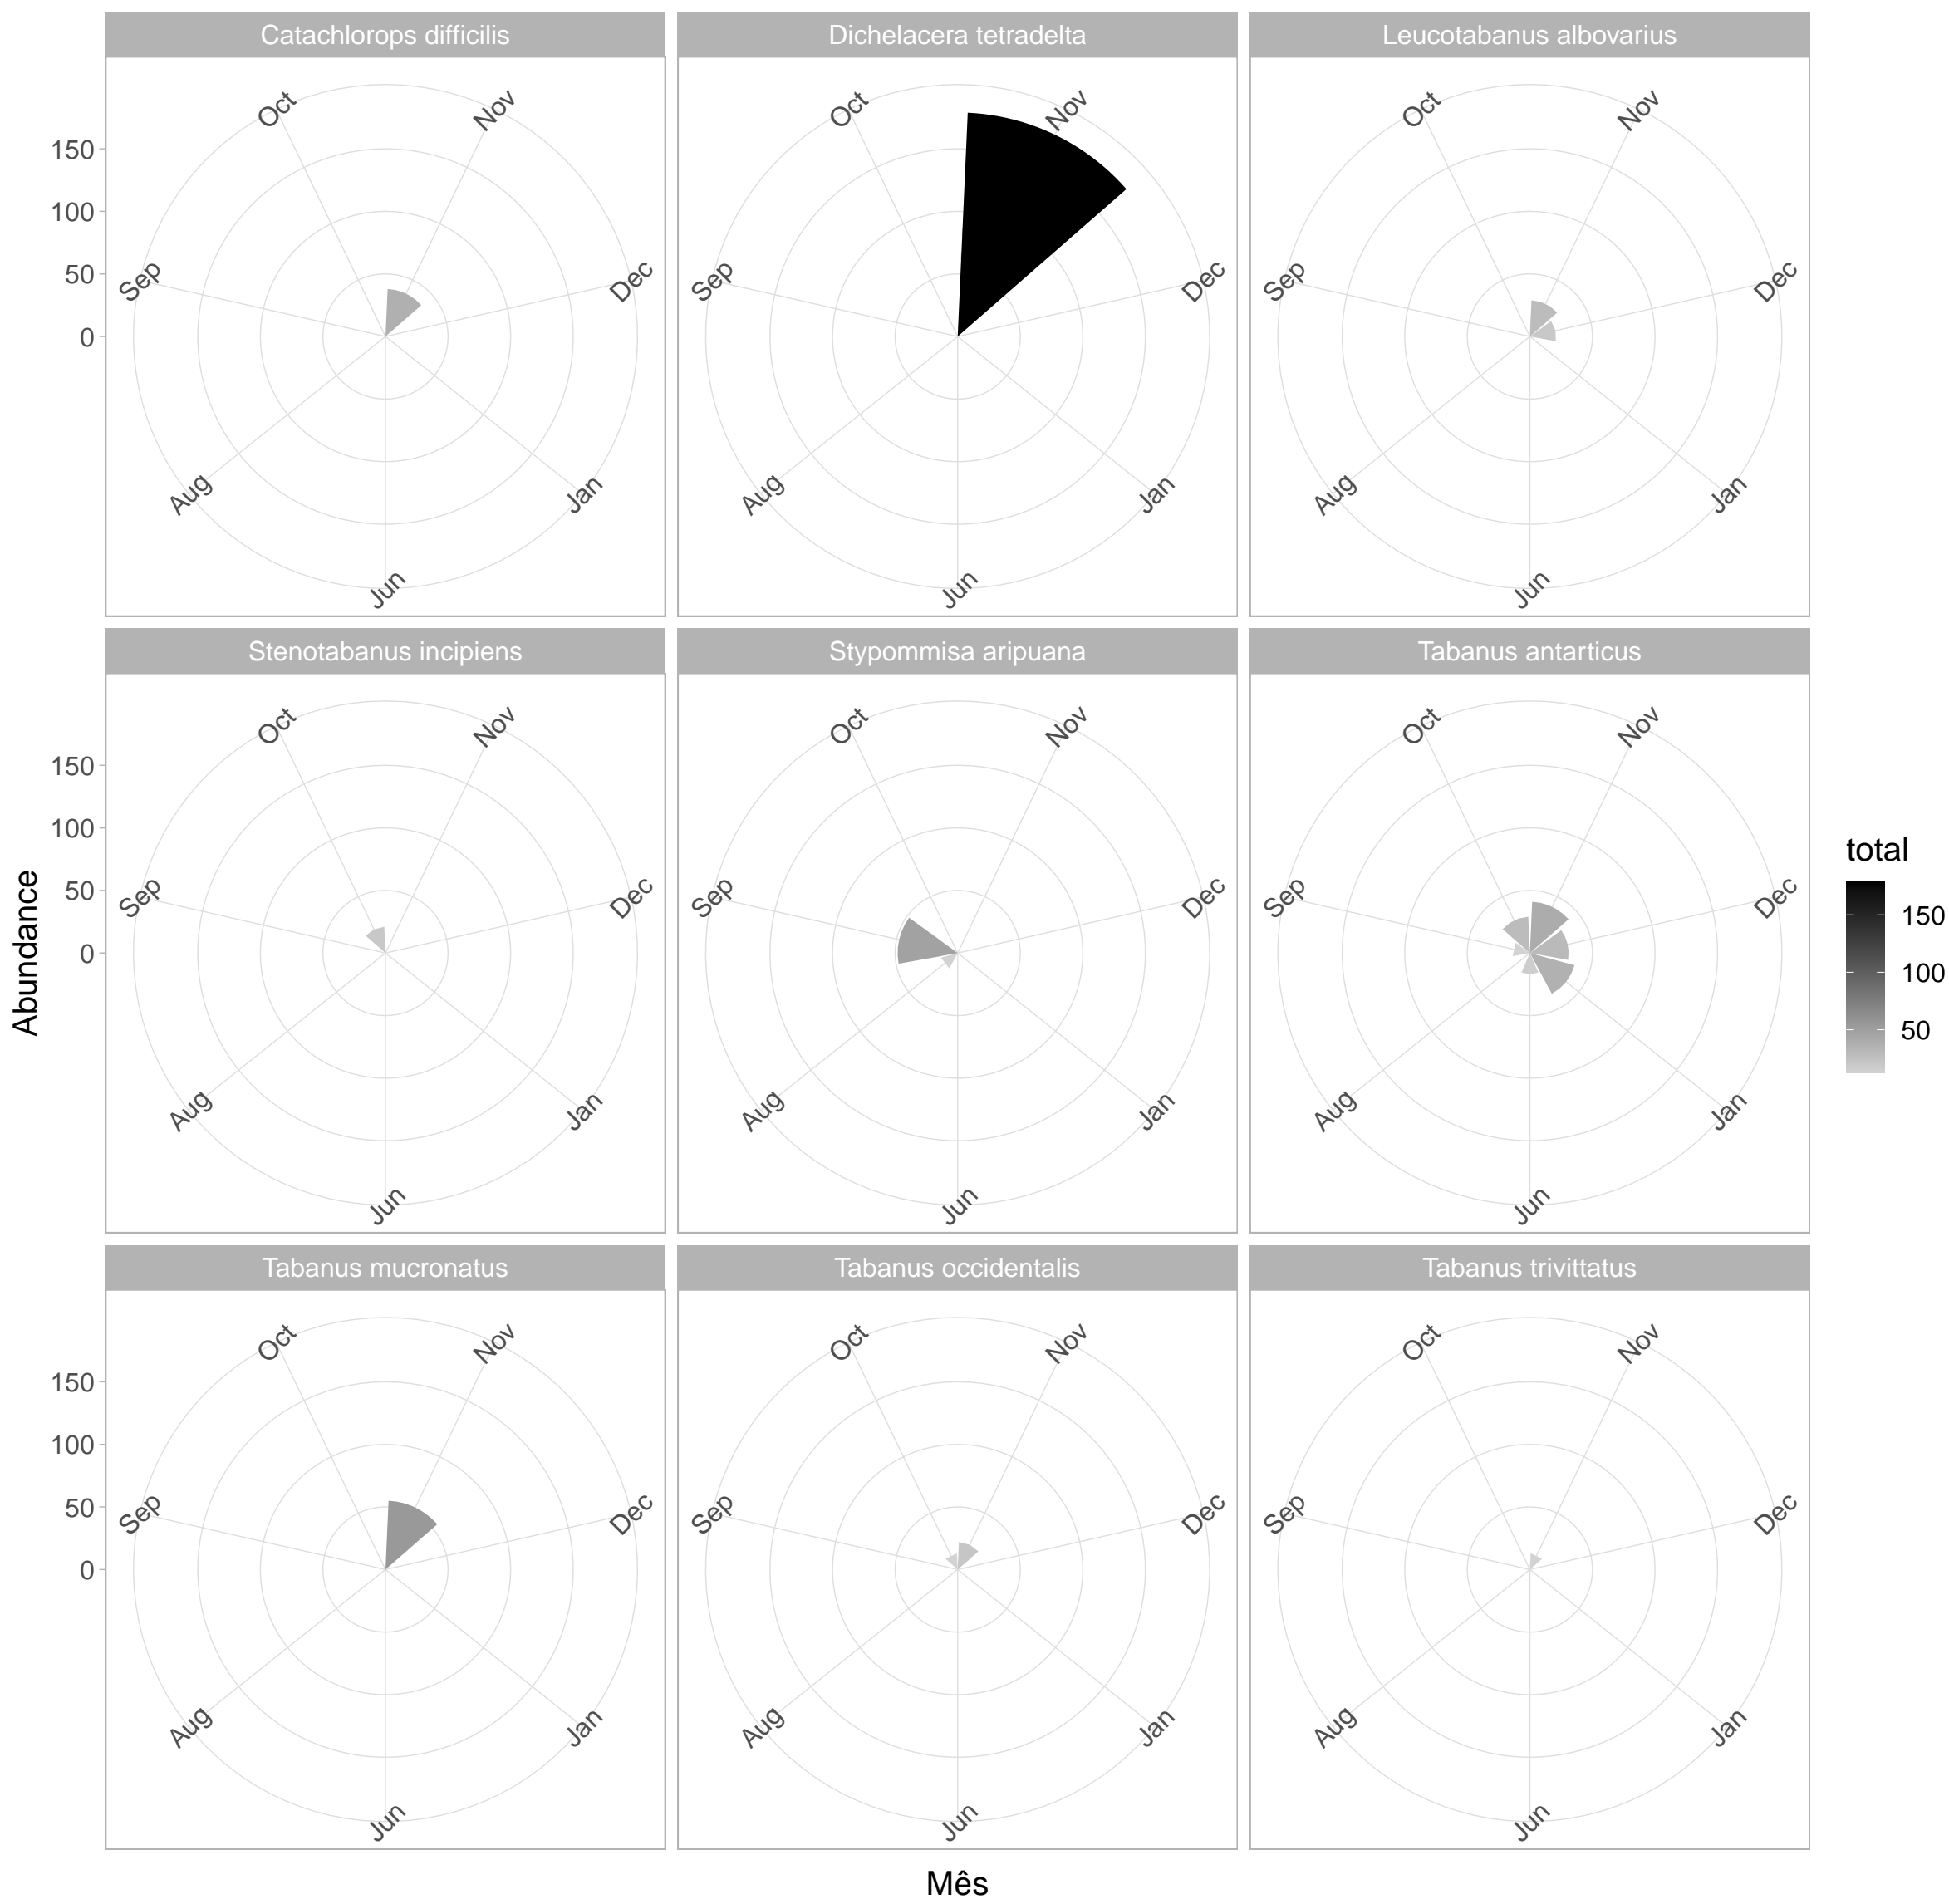 Catachlorops difficilis
Dichelacera tetradelta
Leucotabanus albovarius
Oct
Nov
Oct
Nov
Oct
Nov
150
100
50
0
Sep
Dec
Sep
Dec
Sep
Dec
Aug
Jan
Aug
Jan
Aug
Jan
Jun
Jun
Jun
Stenotabanus incipiens
Stypommisa aripuana
Tabanus antarticus
Oct
Nov
Oct
Nov
Oct
Nov
150
100
50
0
Sep
Dec
Sep
Dec
Sep
Dec
Aug
Jan
Aug
Jan
Aug
Jan
Jun
Jun
Jun
Abundance
total
150
100
50
Tabanus mucronatus
Tabanus occidentalis
Tabanus trivittatus
Oct
Nov
Oct
Nov
Oct
Nov
150
100
50
0
Sep
Dec
Sep
Dec
Sep
Dec
Aug
Jan
Aug
Jan
Aug
Jan
Jun
Jun
Jun
Mês